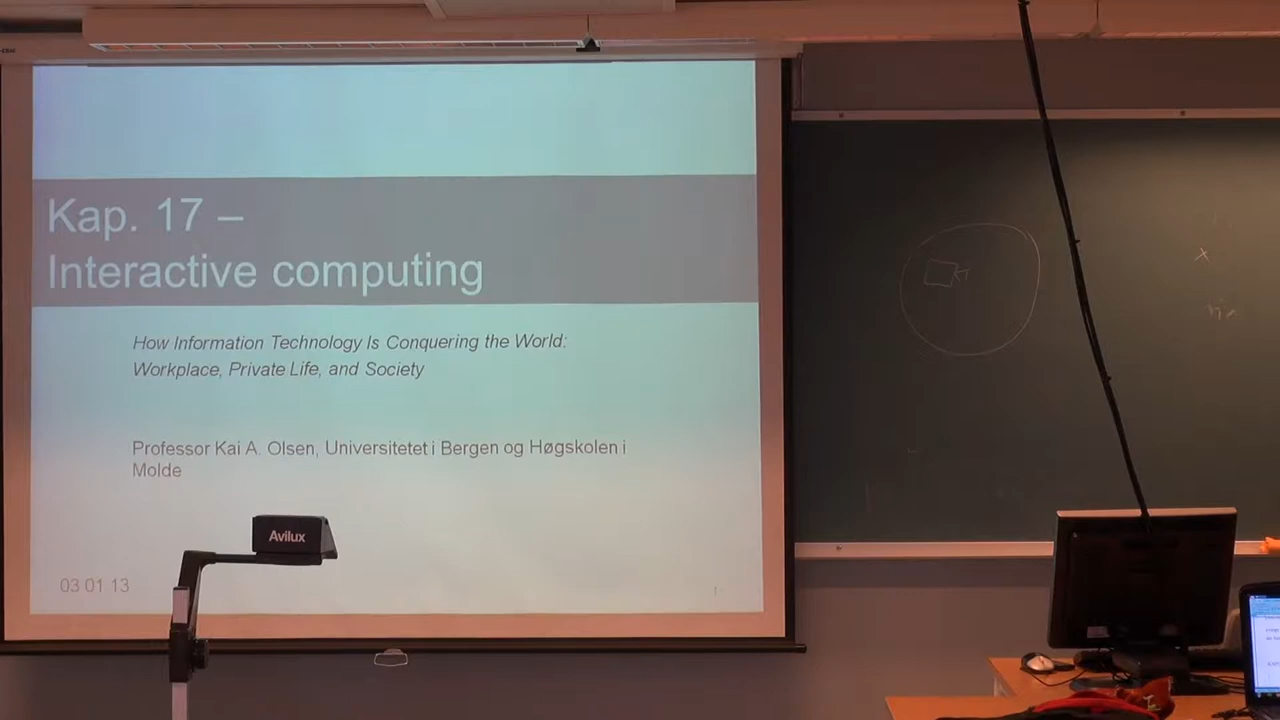 Kap. 17 –
Interactive computing
How Information Technology Is Conquering the World:
Workplace, Private Life, and Society
Professor Kai A. Olsen, Universitetet i Bergen og Høgskolen i
Molde
Avilux
03 01 13
1
x